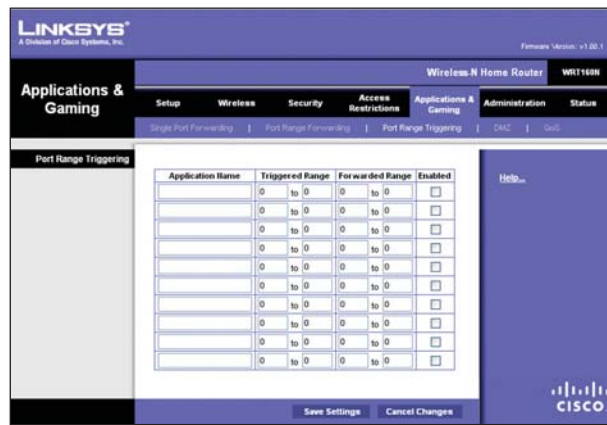 LINKSYS®
A Division of Cisco Systems, Inc.
Firmware Version: v1.00.1
Wireless-N Home Router WRT160N
Applications & Gaming
Setup Wireless Security Access Restrictions Applications & Gaming Administration Status
Single Port Forwarding | Port Range Forwarding | Port Range Triggering | DMZ | QoS
Port Range Triggering
Application Name Triggered Range Forwarded Range Enabled
0 to 0 0 to 0
0 to 0 0 to 0
0 to 0 0 to 0
0 to 0 0 to 0
0 to 0 0 to 0
0 to 0 0 to 0
0 to 0 0 to 0
0 to 0 0 to 0
0 to 0 0 to 0
0 to 0 0 to 0
Help...
Save Settings Cancel Changes
CISCO